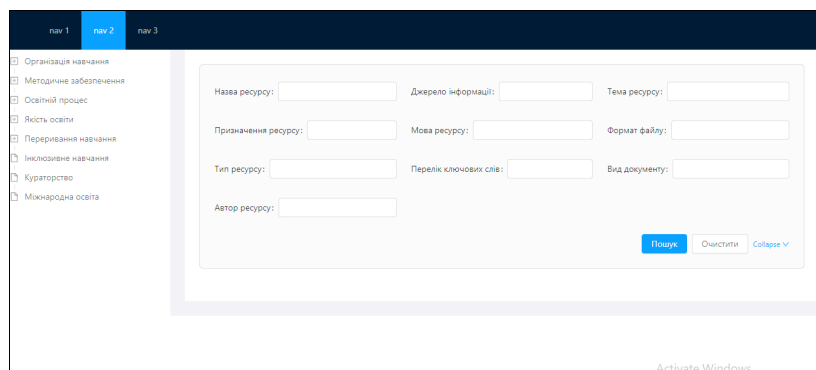 nav 1 nav 2 nav 3
Організація навчання
Методичне забезпечення
Освітній процес
Якість освіти
Переривання навчання
Інклюзивне навчання
Кураторство
Міжнародна освіта
Назва ресурсу: Джерело інформації: Тема ресурсу:
Призначення ресурсу: Мова ресурсу: Формат файлу:
Тип ресурсу: Перелік ключових слів: Вид документу:
Автор ресурсу:
Пошук Очистити Collapse
Activate Windows